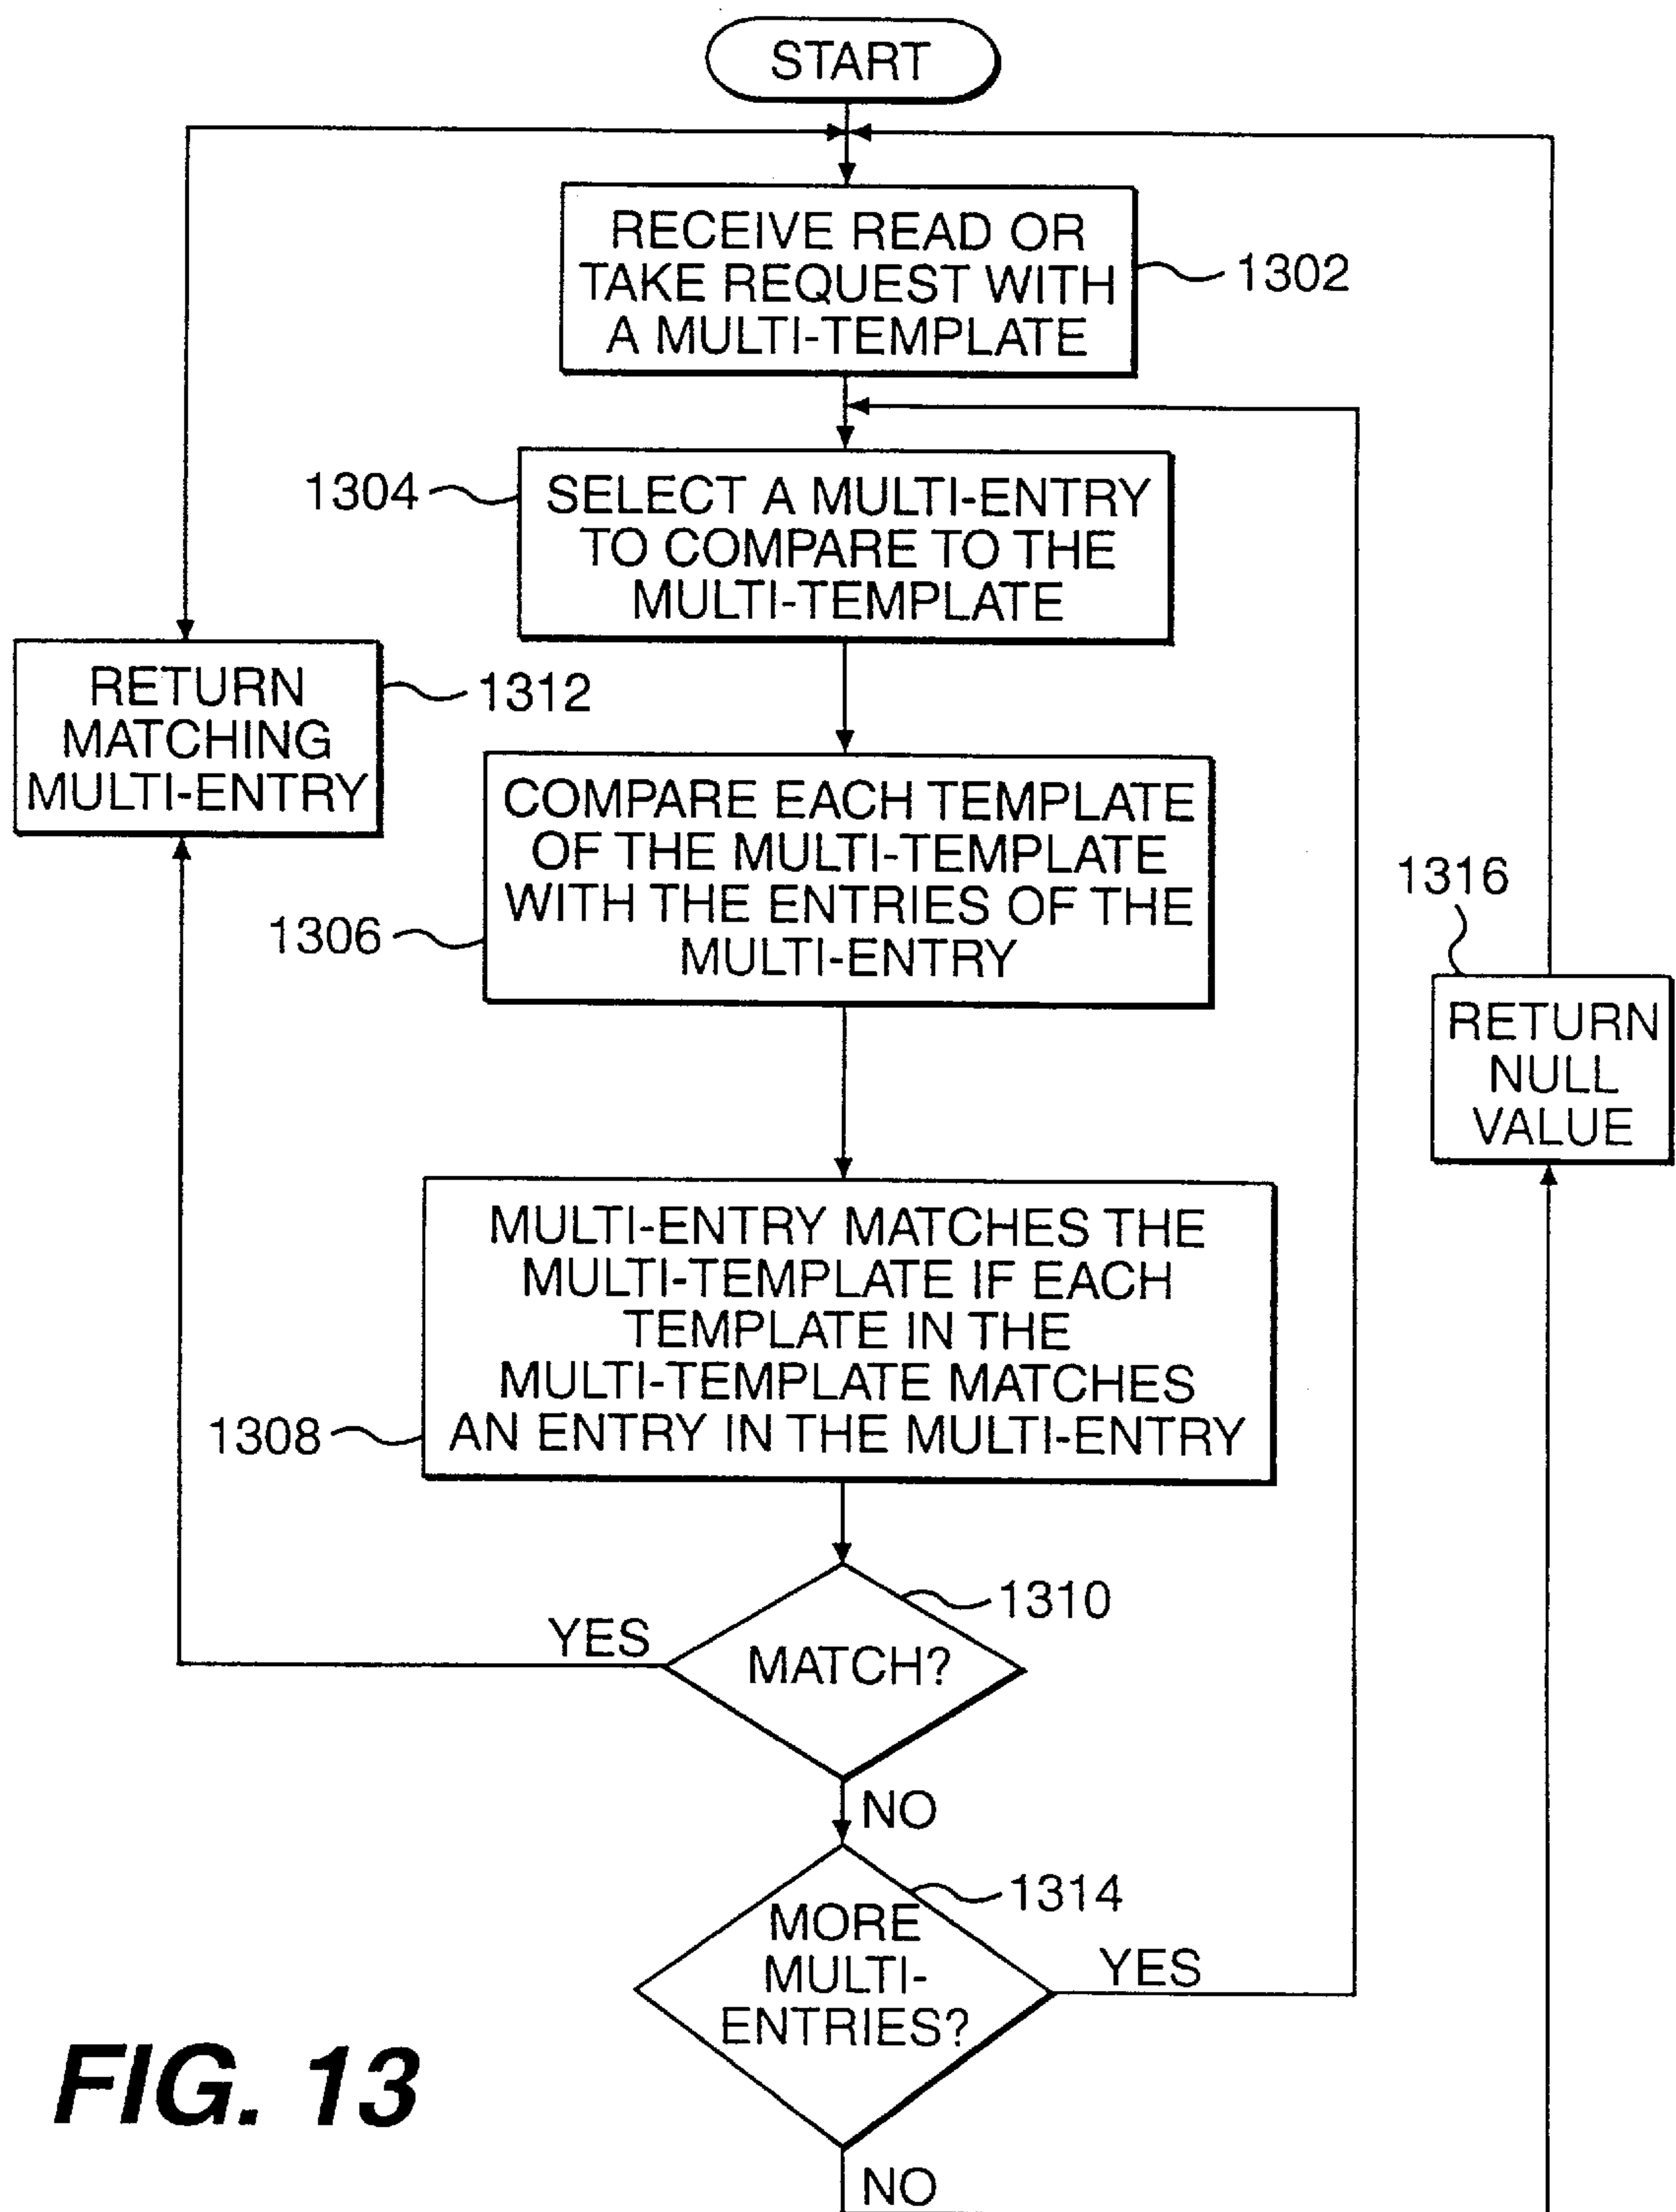 START
RECEIVE READ OR
TAKE REQUEST WITH
A MULTI-TEMPLATE
1302
1304
SELECT A MULTI-ENTRY
TO COMPARE TO THE
MULTI-TEMPLATE
RETURN
MATCHING
MULTI-ENTRY
1312
COMPARE EACH TEMPLATE
OF THE MULTI-TEMPLATE
WITH THE ENTRIES OF THE
MULTI-ENTRY
1306
1316
RETURN
NULL
VALUE
MULTI-ENTRY MATCHES THE
MULTI-TEMPLATE IF EACH
TEMPLATE IN THE
MULTI-TEMPLATE MATCHES
AN ENTRY IN THE MULTI-ENTRY
1308
1310
YES
MATCH?
NO
1314
MORE
MULTI-
ENTRIES?
YES
NO
FIG. 13